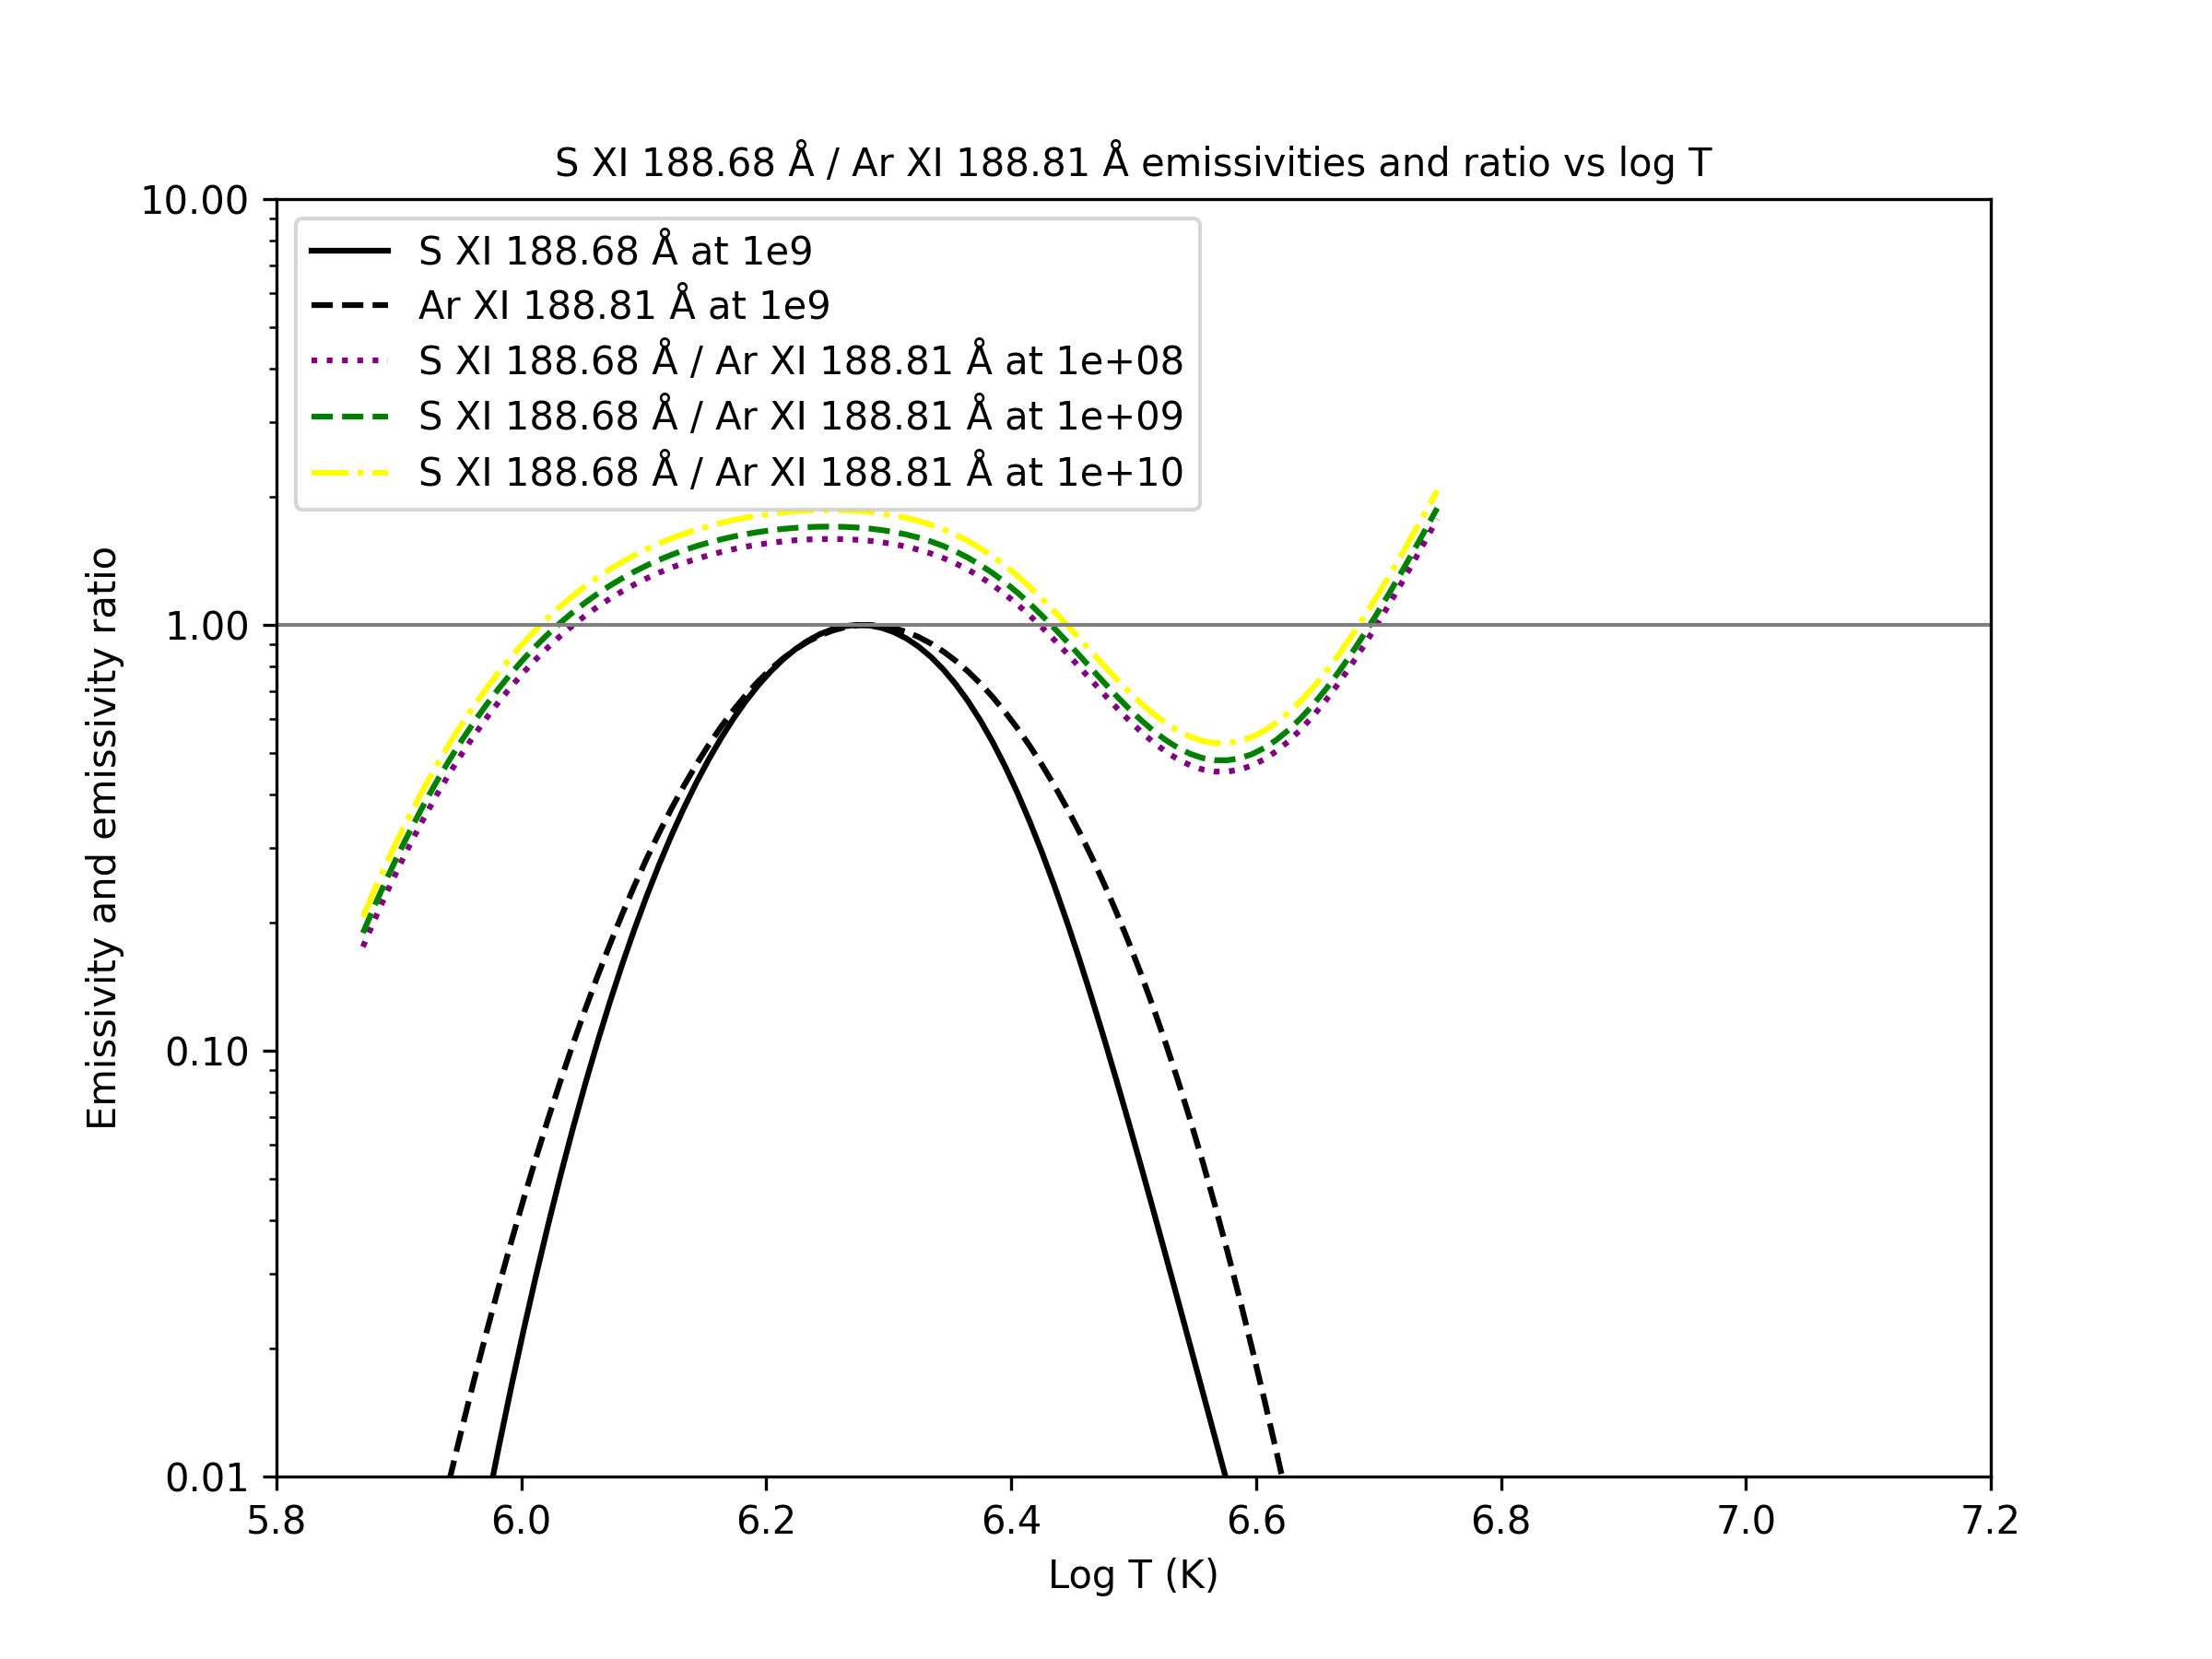 S XI 188.68 Å / Ar XI 188.81 Å emissivities and ratio vs log T
10.00
1.00
0.10
0.01
Emissivity and emissivity ratio
S XI 188.68 Å at 1e9
Ar XI 188.81 Å at 1e9
S XI 188.68 Å / Ar XI 188.81 Å at 1e+08
S XI 188.68 Å / Ar XI 188.81 Å at 1e+09
S XI 188.68 Å / Ar XI 188.81 Å at 1e+10
5.8 6.0 6.2 6.4 6.6 6.8 7.0 7.2
Log T (K)